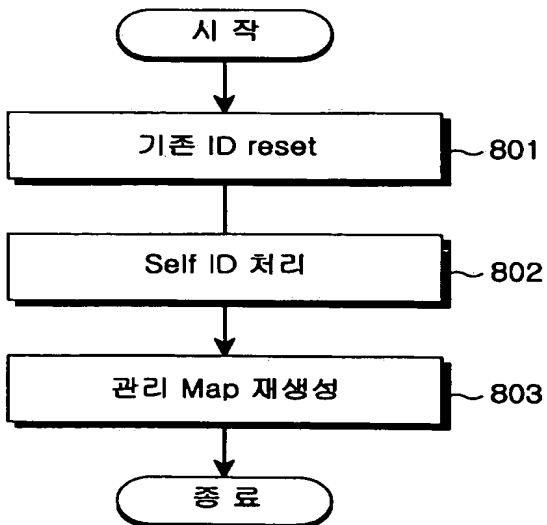 시 작
기존 ID reset
801
Self ID 처리
802
관리 Map 재생성
803
종 료